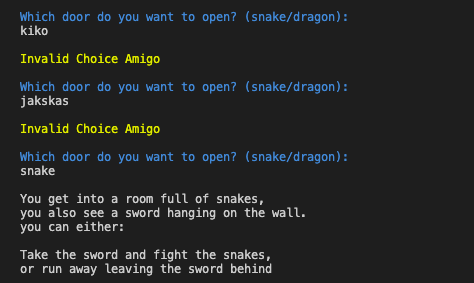 Which door do you want to open? (snake/dragon):
kiko
Invalid Choice Amigo
Which door do you want to open? (snake/dragon):
jakskas
Invalid Choice Amigo
Which door do you want to open? (snake/dragon):
snake
You get into a room full of snakes,
you also see a sword hanging on the wall.
you can either:
Take the sword and fight the snakes,
or run away leaving the sword behind